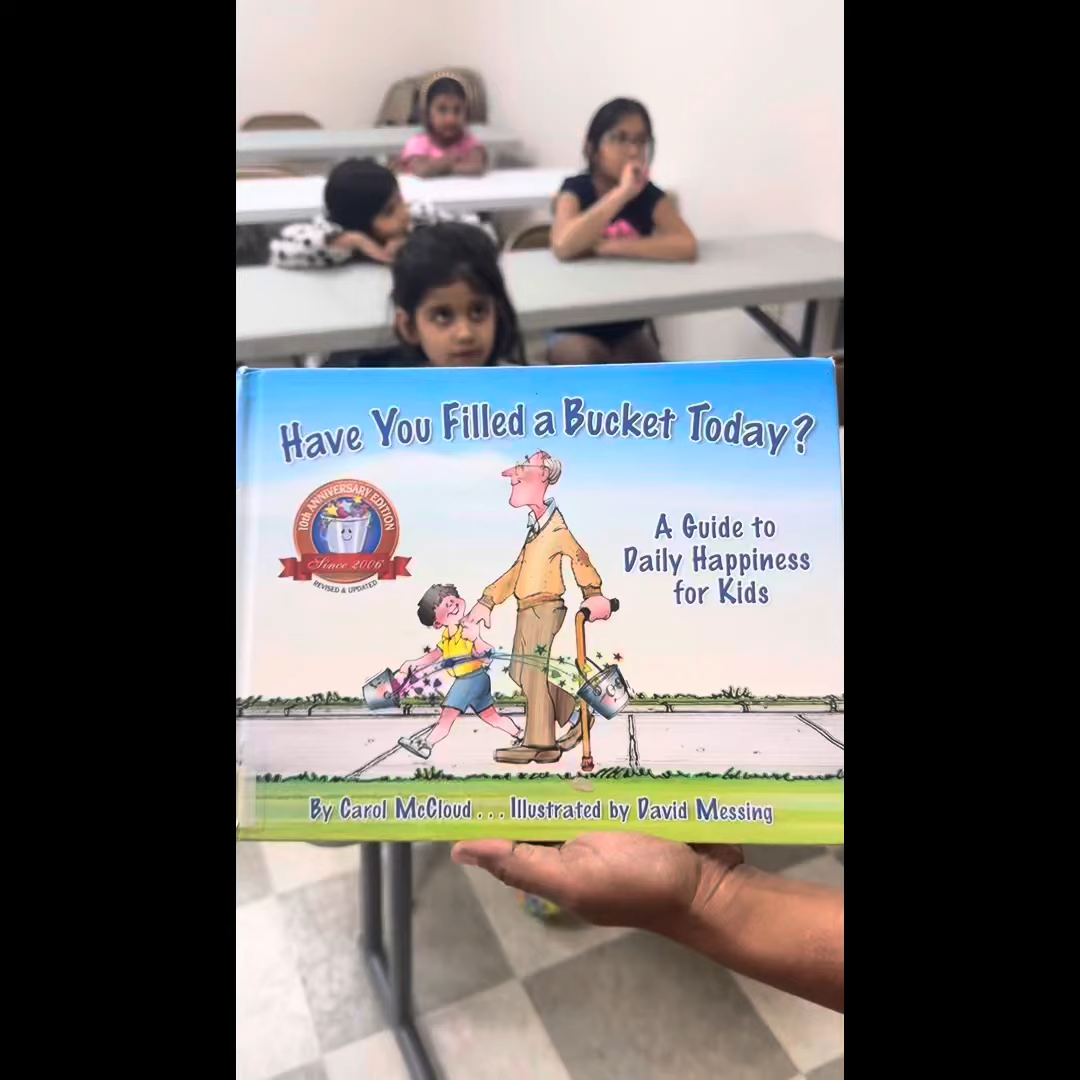 Have You Filled a Bucket Today?
10th ANNIVERSARY EDITION
Since 2006
REVISED & UPDATED
A Guide to
Daily Happiness
for Kids
By Carol McCloud . . . Illustrated by David Messing